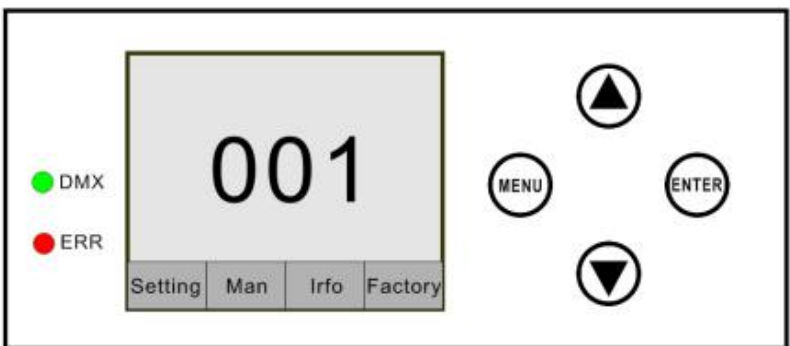 001
MENU
ENTER
DMX
ERR
Setting Man Irfo Factory